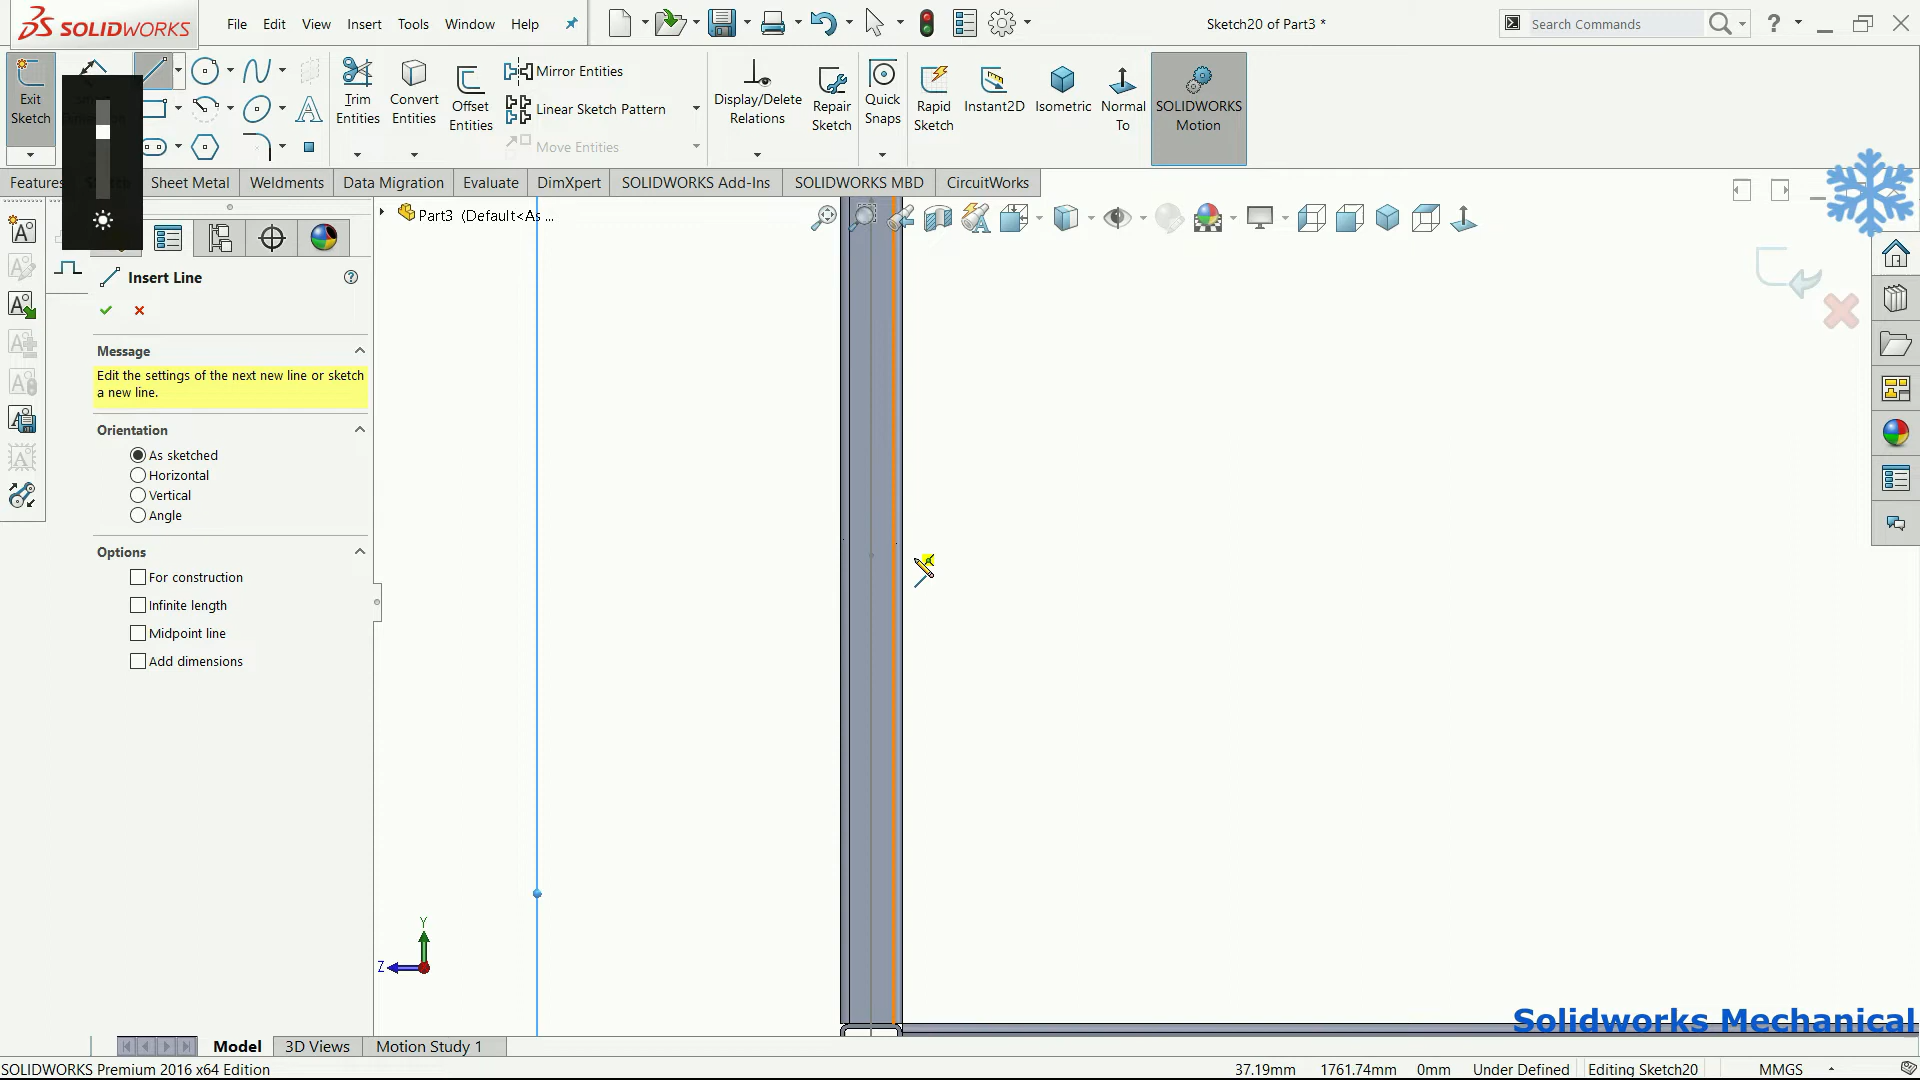 SOLIDWORKS
File Edit View Insert Tools Window Help
Sketch20 of Part3 *
Search Commands
Exit Sketch
Trim Entities
Convert Entities
Offset Entities
Mirror Entities
Linear Sketch Pattern
Move Entities
Display/Delete Relations
Repair Sketch
Quick Snaps
Rapid Sketch
Instant2D
Isometric
Normal To
SOLIDWORKS Motion
Features Sheet Metal Weldments Data Migration Evaluate DimXpert SOLIDWORKS Add-Ins SOLIDWORKS MBD CircuitWorks
Part3 (Default<As ...
Insert Line
Message
Edit the settings of the next new line or sketch
a new line.
Orientation
As sketched
Horizontal
Vertical
Angle
Options
For construction
Infinite length
Midpoint line
Add dimensions
Y
Z
Solidworks Mechanical
Model 3D Views Motion Study 1
SOLIDWORKS Premium 2016 x64 Edition
37.19mm 1761.74mm 0mm Under Defined Editing Sketch20 MMGS